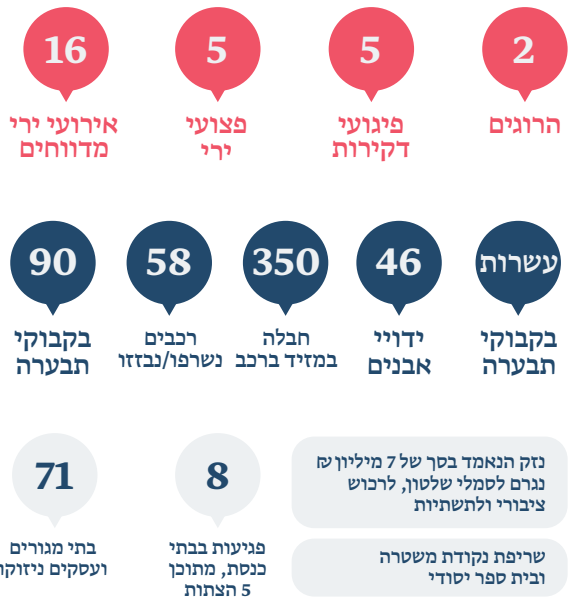 2
הרוגים
5
פיגועי
דקירות
5
פצועי
ירי
16
אירועי ירי
מדווחים
עשרות
בקבוקי
תבערה
46
ידויי
אבנים
350
חבלה
במזיד ברכב
58
רכבים
נשרפו/נבזזו
90
בקבוקי
תבערה
נזק הנאמד בסך של 7 מיליון ₪
נגרם לסמלי שלטון, לרכוש
ציבורי ולתשתיות
שריפת נקודת משטרה
ובית ספר יסודי
8
פגיעות בבתי
כנסת, מתוכן
5 הצתות
71
בתי מגורים
ועסקים ניזוקו